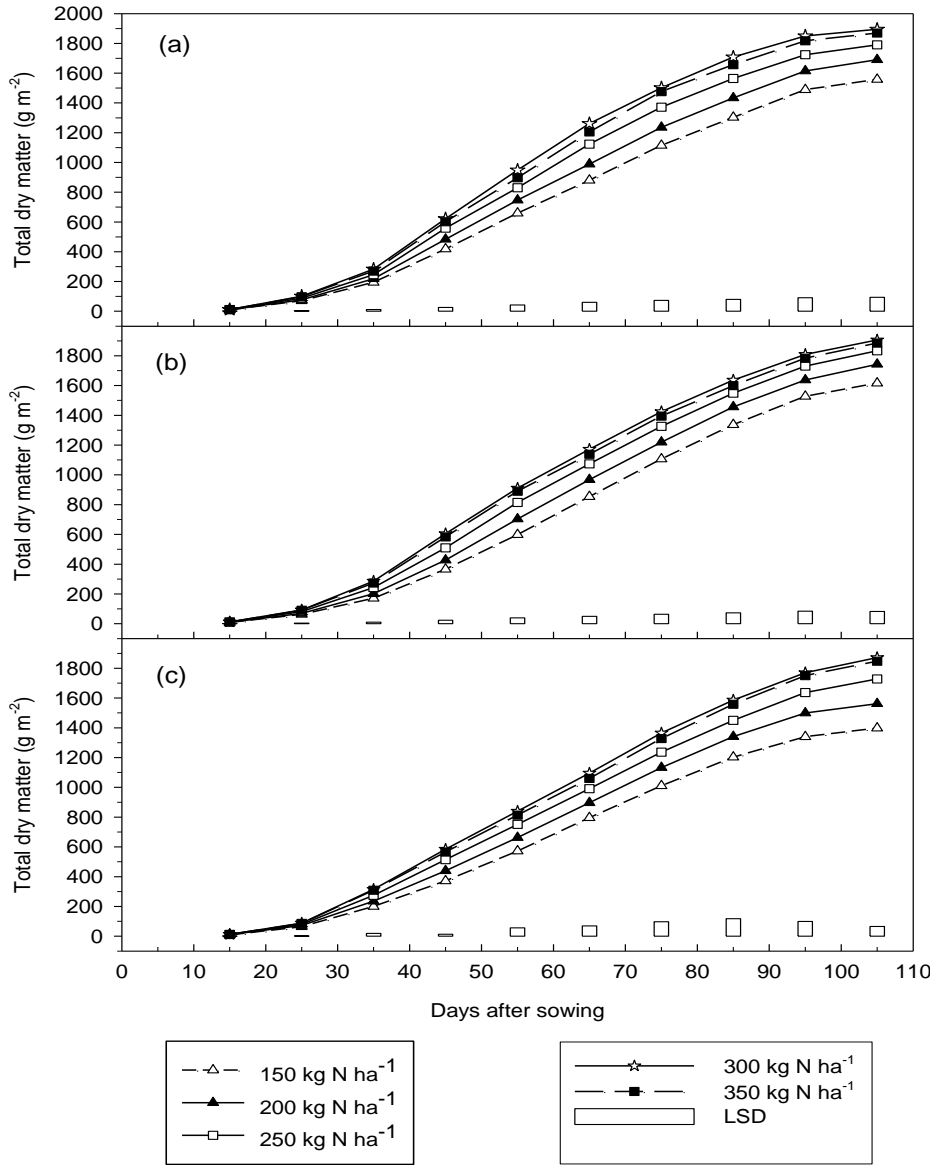 (a)
Total dry matter (g m-2)
2000
1800
1600
1400
1200
1000
800
600
400
200
0
(b)
Total dry matter (g m-2)
1800
1600
1400
1200
1000
800
600
400
200
0
(c)
Total dry matter (g m-2)
1800
1600
1400
1200
1000
800
600
400
200
0
0 10 20 30 40 50 60 70 80 90 100 110
Days after sowing
150 kg N ha-1
200 kg N ha-1
250 kg N ha-1
300 kg N ha-1
350 kg N ha-1
LSD